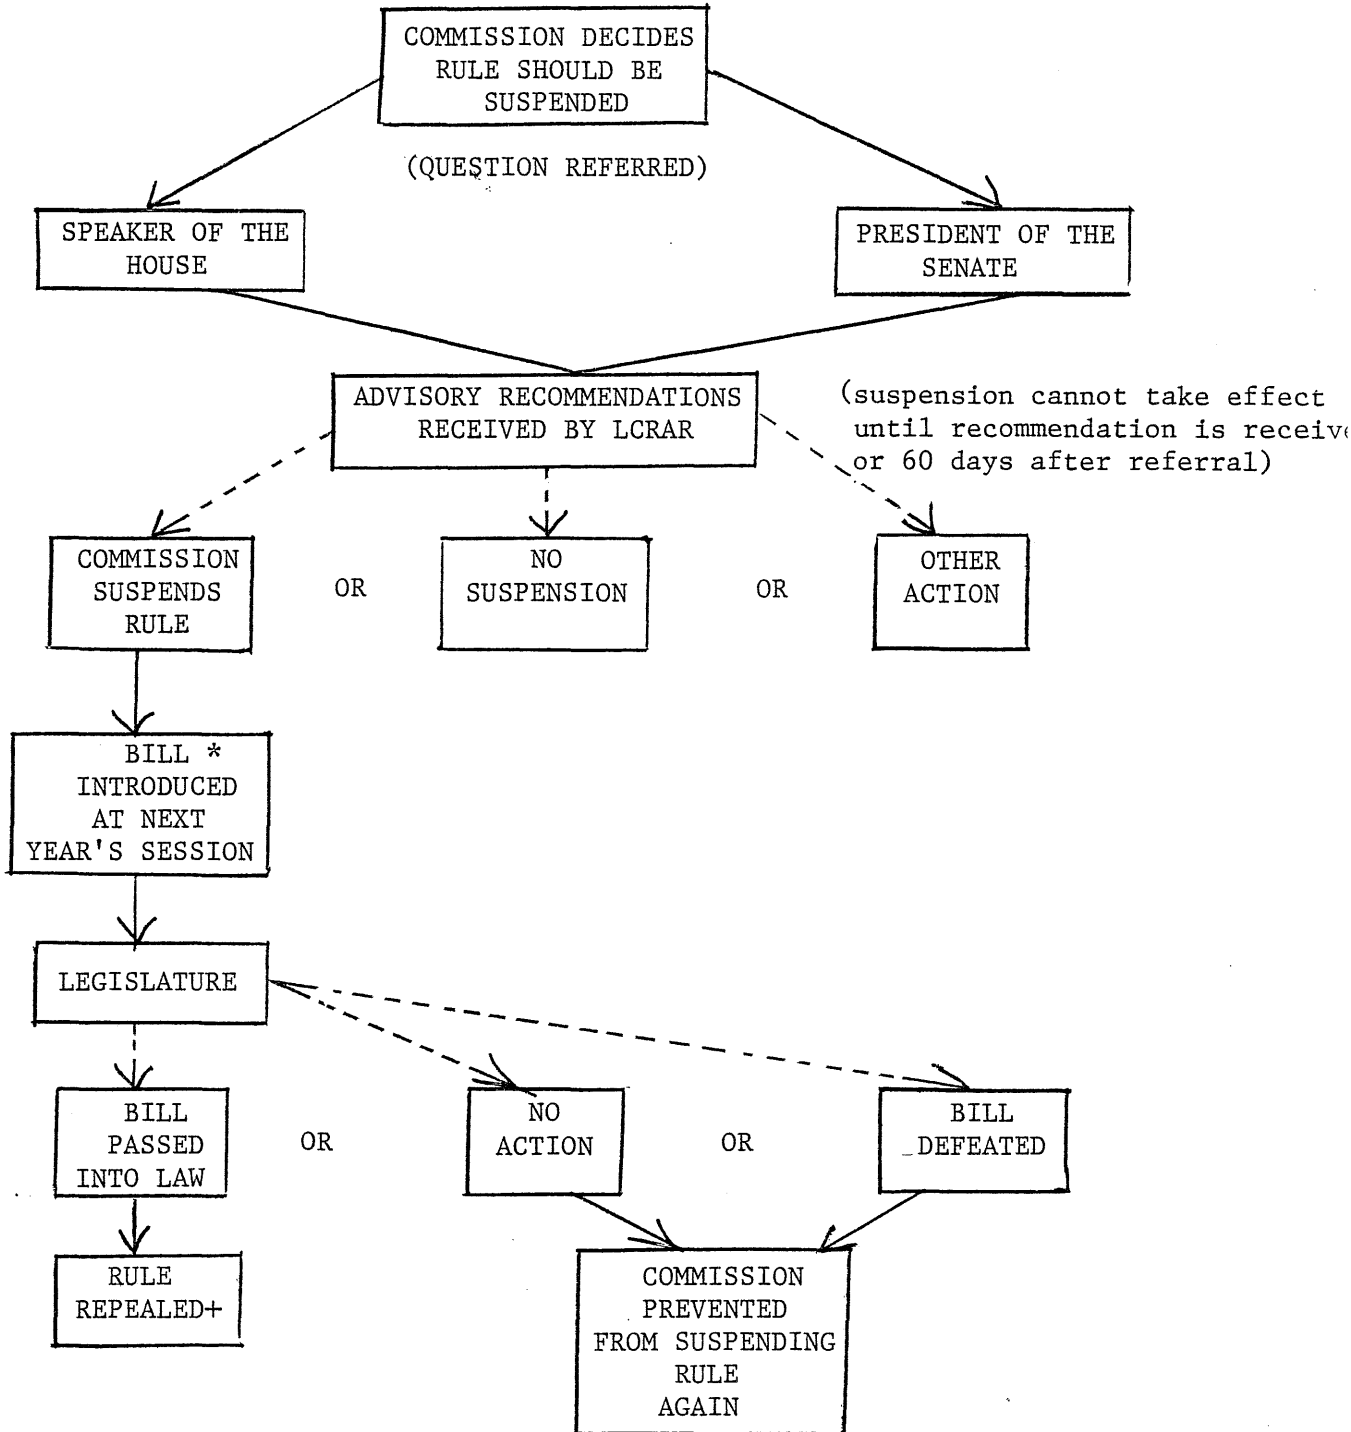 COMMISSION DECIDES
RULE SHOULD BE
SUSPENDED
(QUESTION REFERRED)
SPEAKER OF THE
HOUSE
PRESIDENT OF THE
SENATE
ADVISORY RECOMMENDATIONS
RECEIVED BY LCRAR
(suspension cannot take effect
until recommendation is receive
or 60 days after referral)
COMMISSION
SUSPENDS
RULE
OR
NO
SUSPENSION
OR
OTHER
ACTION
BILL *
INTRODUCED
AT NEXT
YEAR'S SESSION
LEGISLATURE
BILL
PASSED
INTO LAW
OR
NO
ACTION
OR
BILL
DEFEATED
RULE
REPEALED+
COMMISSION
PREVENTED
FROM SUSPENDING
RULE
AGAIN